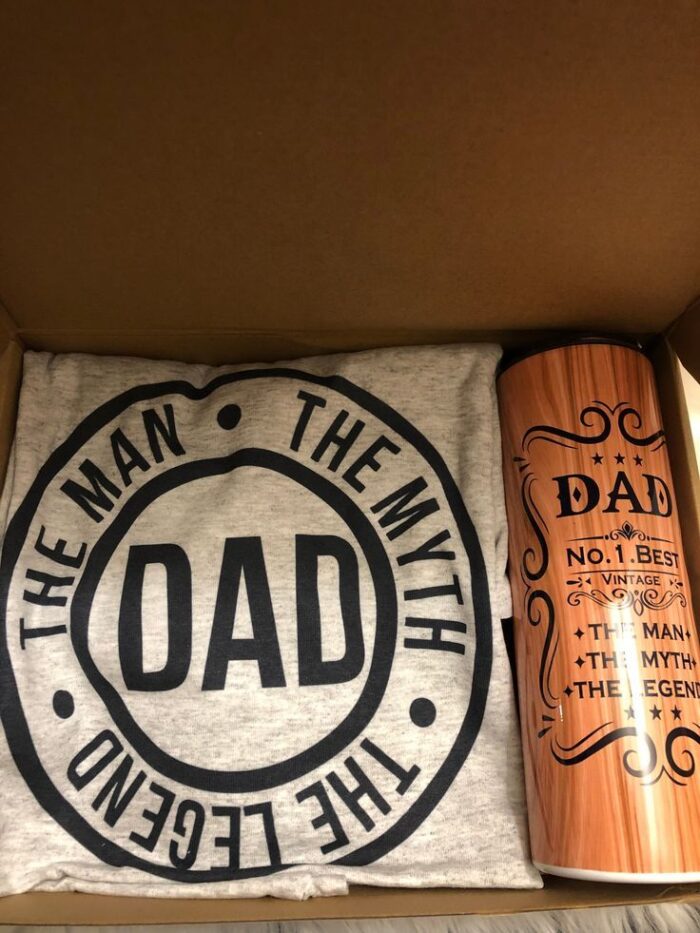 THE MAN • THE MYTH • THE LEGEND •
DAD
DAD
No.1.BEST
VINTAGE
THE MAN
THE MYTH
THE LEGEND